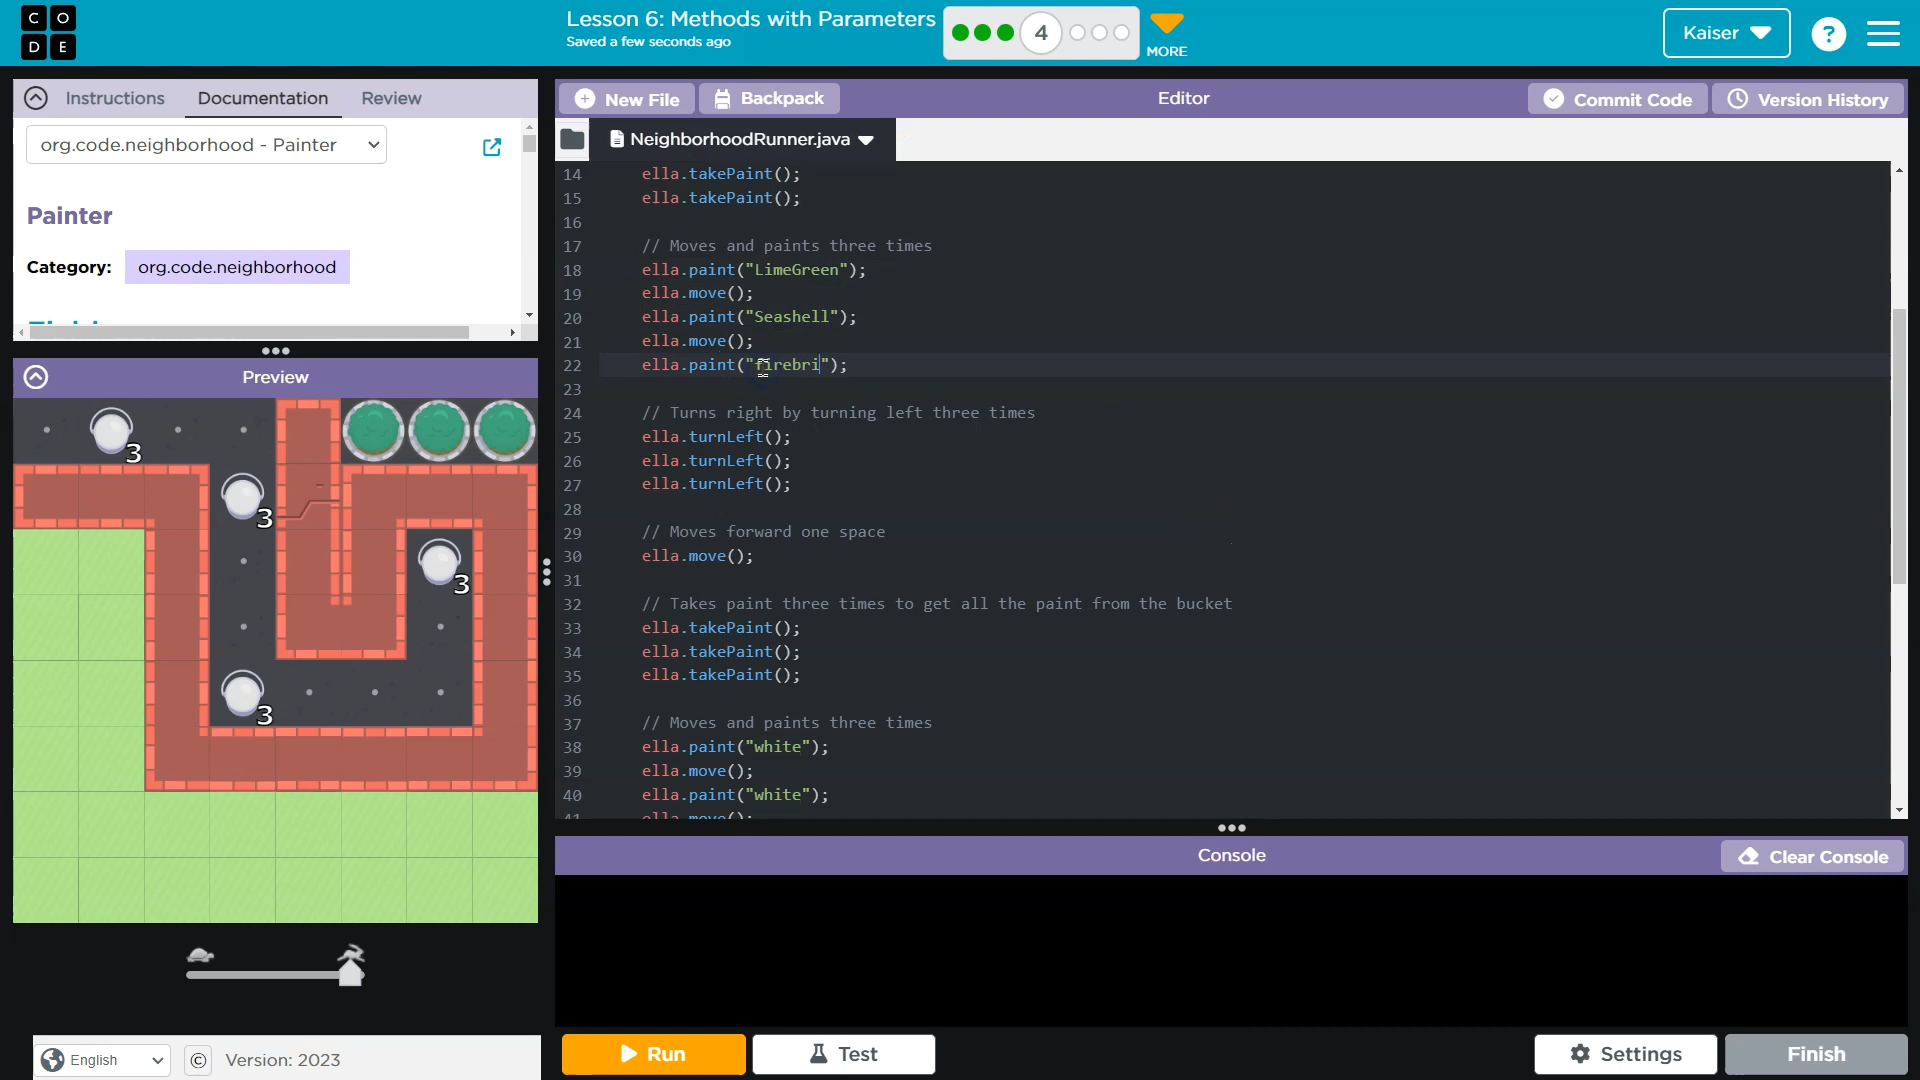 C O
D E
Lesson 6: Methods with Parameters
Saved a few seconds ago
4
MORE
Kaiser
?
Instructions Documentation Review
org.code.neighborhood - Painter
Painter
Category: org.code.neighborhood
Preview
3
3
3
3
English
© Version: 2023
New File Backpack Editor Commit Code Version History
NeighborhoodRunner.java
14 ella.takePaint();
15 ella.takePaint();
16
17 // Moves and paints three times
18 ella.paint("LimeGreen");
19 ella.move();
20 ella.paint("Seashell");
21 ella.move();
22 ella.paint("firebri");
23
24 // Turns right by turning left three times
25 ella.turnLeft();
26 ella.turnLeft();
27 ella.turnLeft();
28
29 // Moves forward one space
30 ella.move();
31
32 // Takes paint three times to get all the paint from the bucket
33 ella.takePaint();
34 ella.takePaint();
35 ella.takePaint();
36
37 // Moves and paints three times
38 ella.paint("white");
39 ella.move();
40 ella.paint("white");
41 ella.move();
Console Clear Console
Run Test Settings Finish